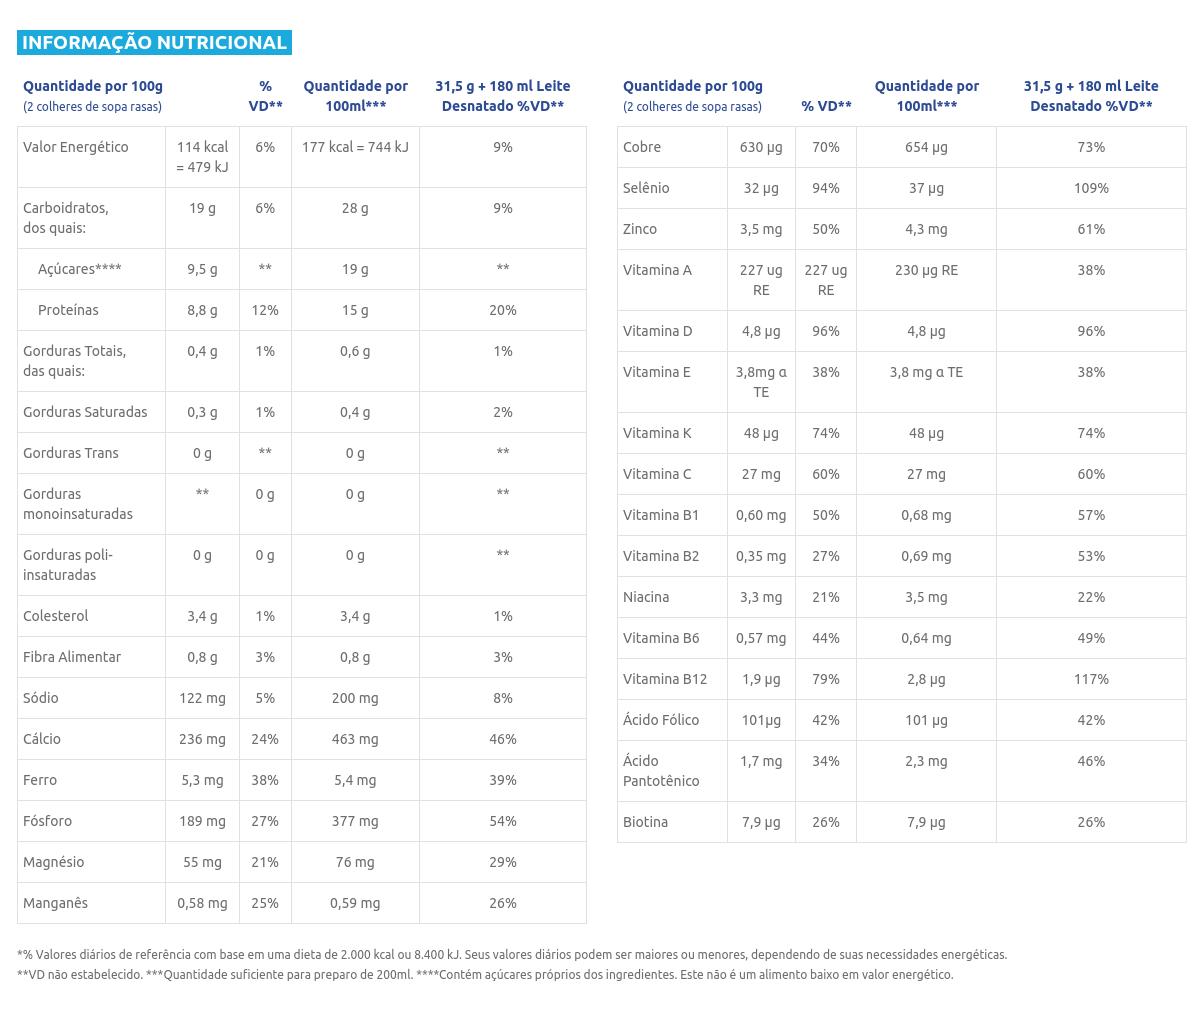 INFORMAÇÃO NUTRICIONAL
Quantidade por 100g % Quantidade por 31,5 g + 180 ml Leite
(2 colheres de sopa rasas) VD** 100ml*** Desnatado %VD**
Valor Energético 114 kcal 6% 177 kcal = 744 kJ 9%
= 479 kJ
Carboidratos, 19 g 6% 28 g 9%
dos quais:
Açúcares**** 9,5 g ** 19 g **
Proteínas 8,8 g 12% 15 g 20%
Gorduras Totais, 0,4 g 1% 0,6 g 1%
das quais:
Gorduras Saturadas 0,3 g 1% 0,4 g 2%
Gorduras Trans 0 g ** 0 g **
Gorduras ** 0 g 0 g **
monoinsaturadas
Gorduras poli- 0 g 0 g 0 g **
insaturadas
Colesterol 3,4 g 1% 3,4 g 1%
Fibra Alimentar 0,8 g 3% 0,8 g 3%
Sódio 122 mg 5% 200 mg 8%
Cálcio 236 mg 24% 463 mg 46%
Ferro 5,3 mg 38% 5,4 mg 39%
Fósforo 189 mg 27% 377 mg 54%
Magnésio 55 mg 21% 76 mg 29%
Manganês 0,58 mg 25% 0,59 mg 26%
Quantidade por 100g Quantidade por 31,5 g + 180 ml Leite
(2 colheres de sopa rasas) % VD** 100ml*** Desnatado %VD**
Cobre 630 µg 70% 654 µg 73%
Selênio 32 µg 94% 37 µg 109%
Zinco 3,5 mg 50% 4,3 mg 61%
Vitamina A 227 ug 227 ug 230 µg RE 38%
RE RE
Vitamina D 4,8 µg 96% 4,8 µg 96%
Vitamina E 3,8mg α 38% 3,8 mg α TE 38%
TE
Vitamina K 48 µg 74% 48 µg 74%
Vitamina C 27 mg 60% 27 mg 60%
Vitamina B1 0,60 mg 50% 0,68 mg 57%
Vitamina B2 0,35 mg 27% 0,69 mg 53%
Niacina 3,3 mg 21% 3,5 mg 22%
Vitamina B6 0,57 mg 44% 0,64 mg 49%
Vitamina B12 1,9 µg 79% 2,8 µg 117%
Ácido Fólico 101µg 42% 101 µg 42%
Ácido 1,7 mg 34% 2,3 mg 46%
Pantotênico
Biotina 7,9 µg 26% 7,9 µg 26%
*% Valores diários de referência com base em uma dieta de 2.000 kcal ou 8.400 kJ. Seus valores diários podem ser maiores ou menores, dependendo de suas necessidades energéticas.
**VD não estabelecido. ***Quantidade suficiente para preparo de 200ml. ****Contém açúcares próprios dos ingredientes. Este não é um alimento baixo em valor energético.